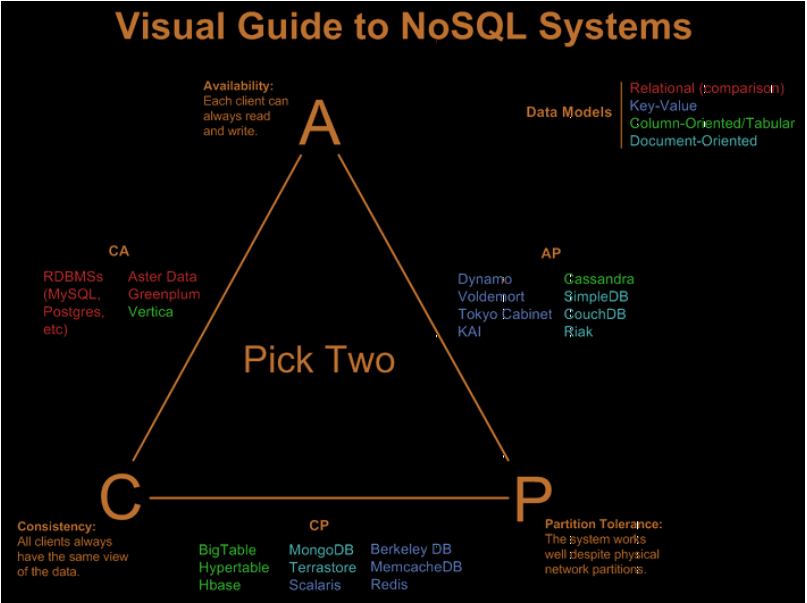 Visual Guide to NoSQL Systems
Availability:
Each client can
always read
and write.
A
Data Models
Relational (comparison)
Key-Value
Column-Oriented/Tabular
Document-Oriented
CA
RDBMSs
(MySQL,
Postgres,
etc)
Aster Data
Greenplum
Vertica
AP
Dynamo
Voldemort
Tokyo Cabinet
KAI
Cassandra
SimpleDB
CouchDB
Riak
Pick Two
C
Consistency:
All clients always
have the same view
of the data.
CP
BigTable
Hypertable
Hbase
MongoDB
Terrastore
Scalaris
Berkeley DB
MemcacheDB
Redis
P
Partition Tolerance:
The system works
well despite physical
network partitions.